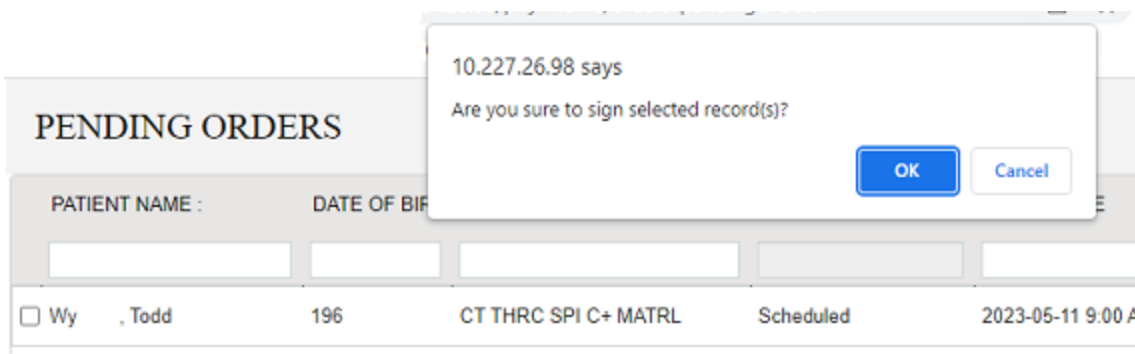 10.227.26.98 says
Are you sure to sign selected record(s)?
OK Cancel
PENDING ORDERS
PATIENT NAME : DATE OF
Wy , Todd 196 CT THRC SPI C+ MATRL Scheduled 2023-05-11 9:00